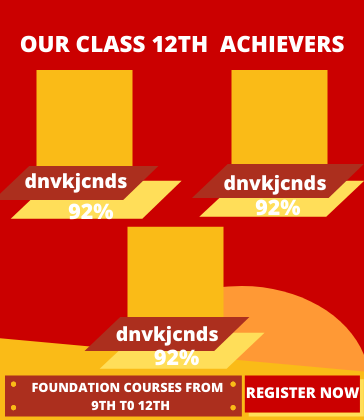 OUR CLASS 12TH ACHIEVERS
dnvkjcnds
92%
dnvkjcnds
92%
dnvkjcnds
92%
FOUNDATION COURSES FROM
9TH T0 12TH
REGISTER NOW